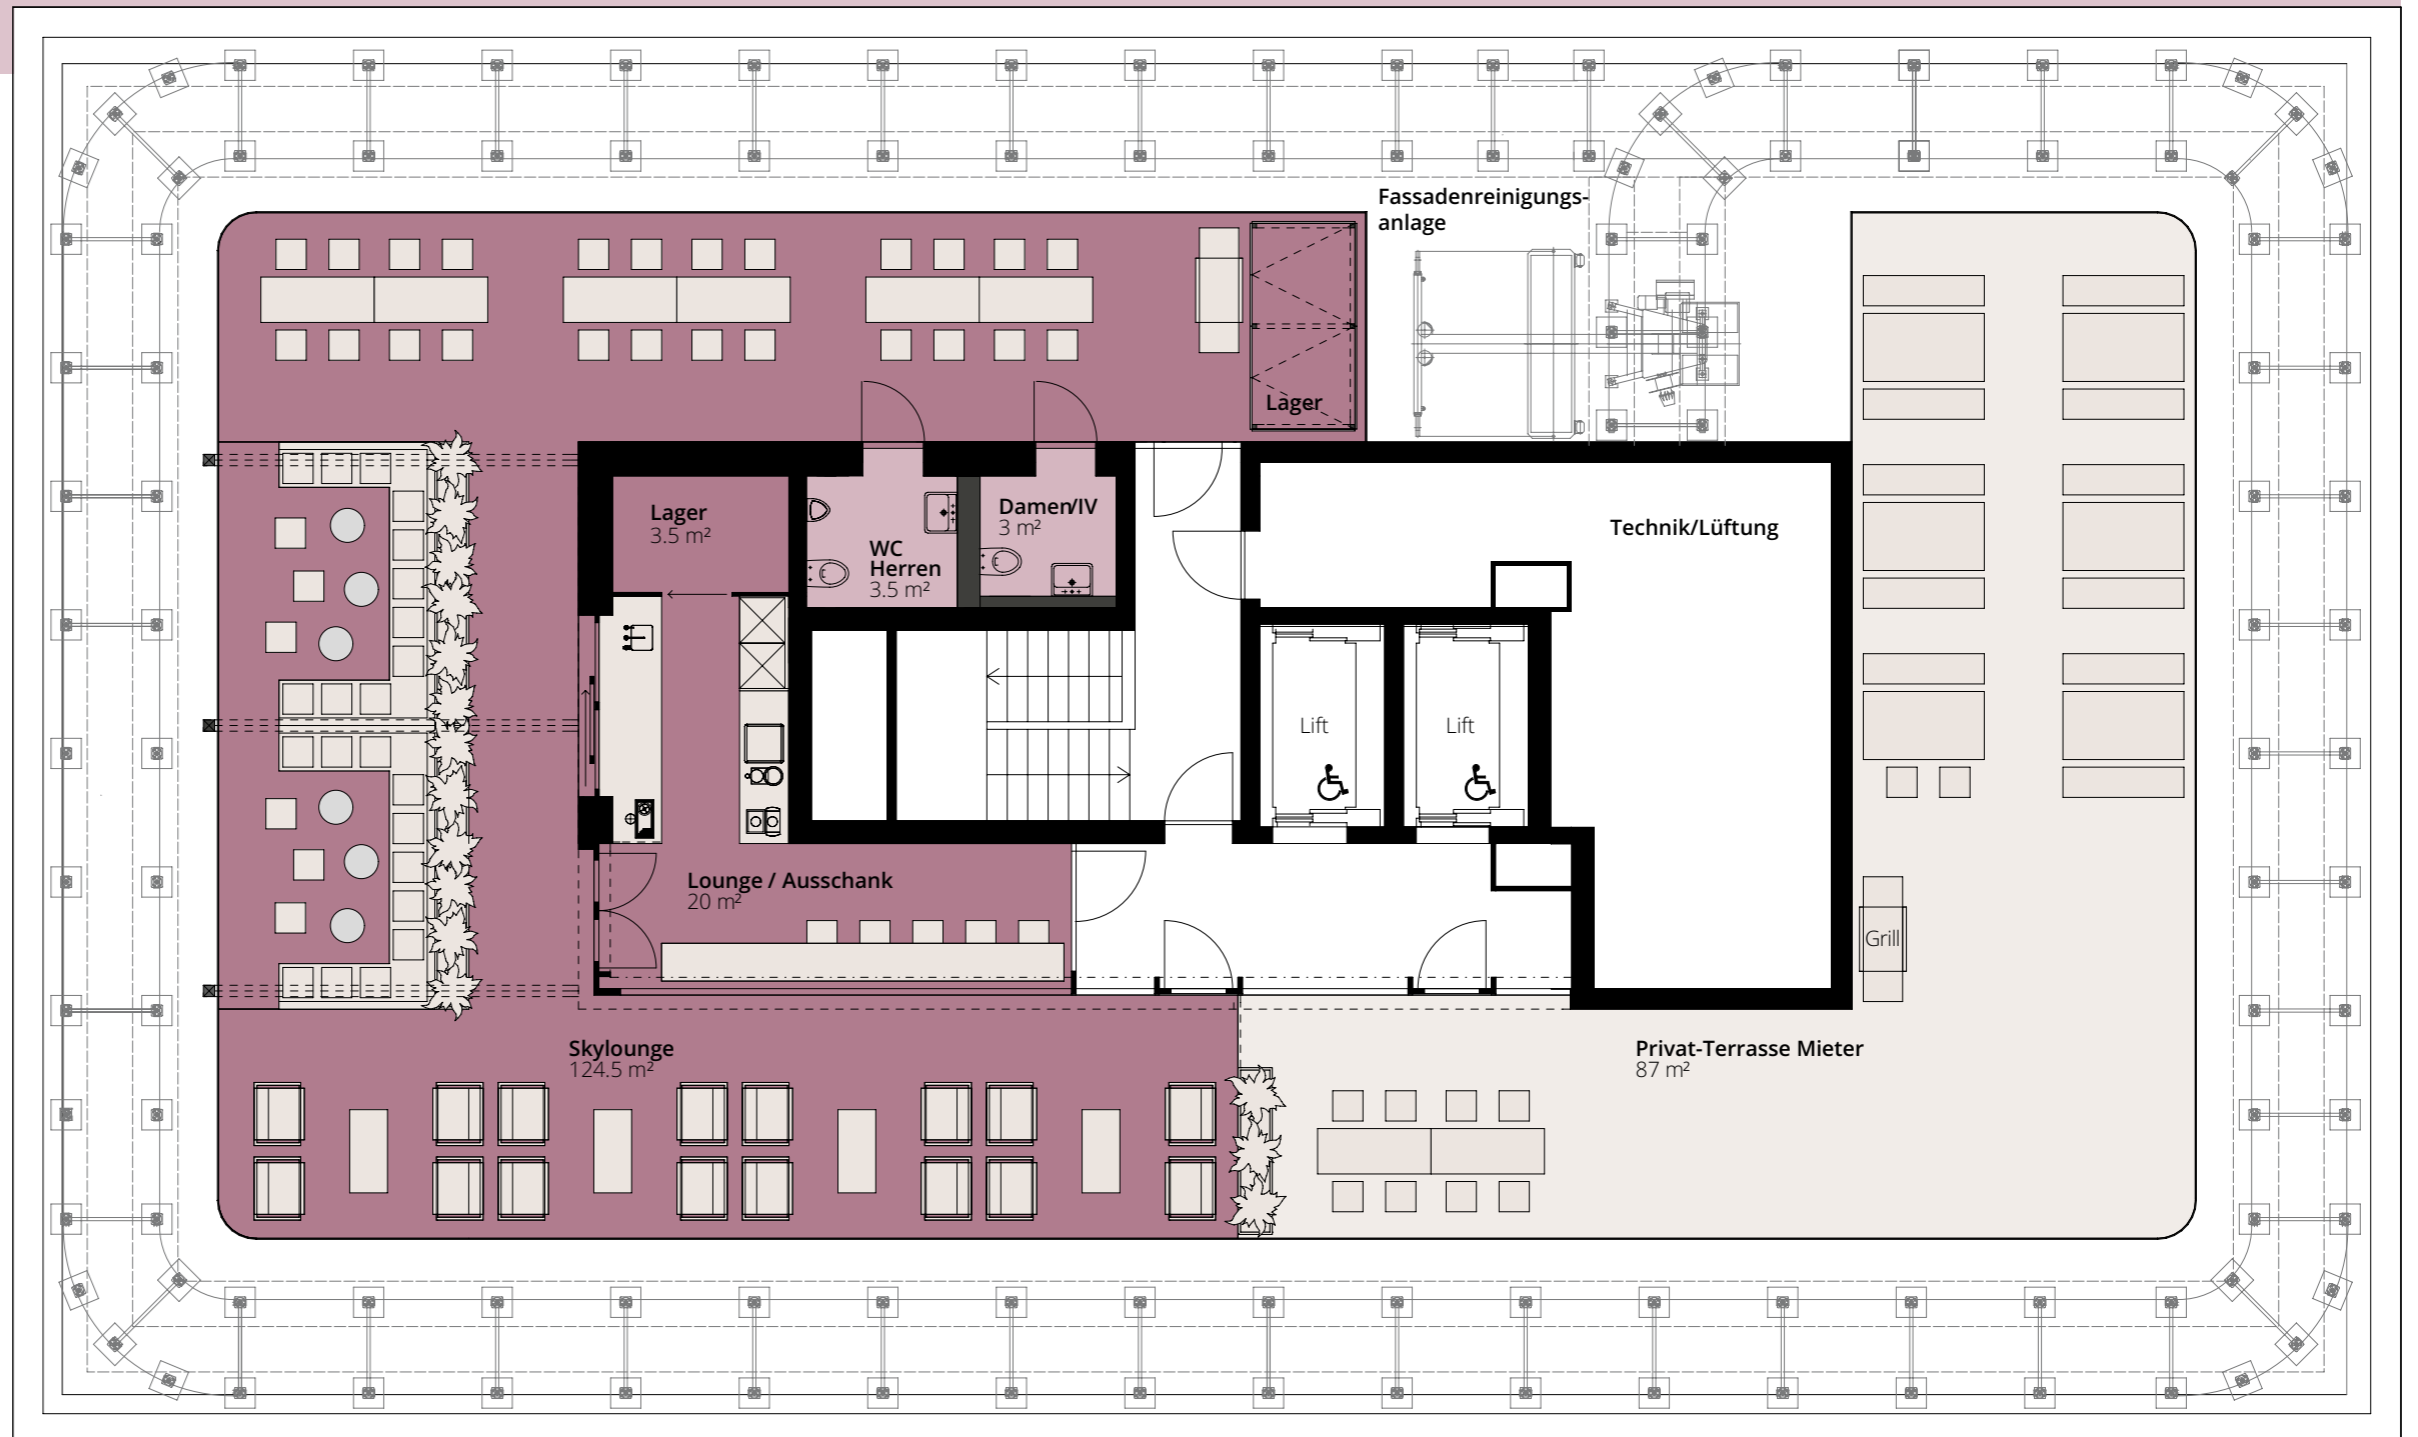 Fassadenreinigungs-
anlage
Lager
Lager
3.5 m²
WC
Herren
3.5 m²
Damen/IV
3 m²
Technik/Lüftung
Lift
Lift
Lounge / Ausschank
20 m²
Grill
Skylounge
124.5 m²
Privat-Terrasse Mieter
87 m²